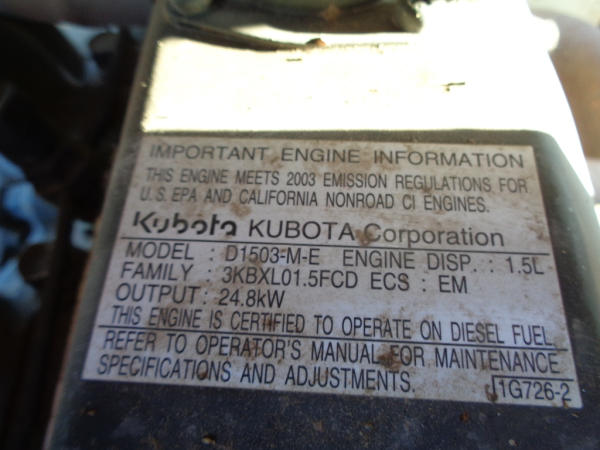 IMPORTANT ENGINE INFORMATION
THIS ENGINE MEETS 2003 EMISSION REGULATIONS FOR
U.S. EPA AND CALIFORNIA NONROAD CI ENGINES.
Kubota KUBOTA Corporation
MODEL : D1503-M-E ENGINE DISP. : 1.5L
FAMILY : 3KBXL01.5FCD ECS : EM
OUTPUT : 24.8kW
THIS ENGINE IS CERTIFIED TO OPERATE ON DIESEL FUEL.
REFER TO OPERATOR'S MANUAL FOR MAINTENANCE
SPECIFICATIONS AND ADJUSTMENTS. 1G726-2